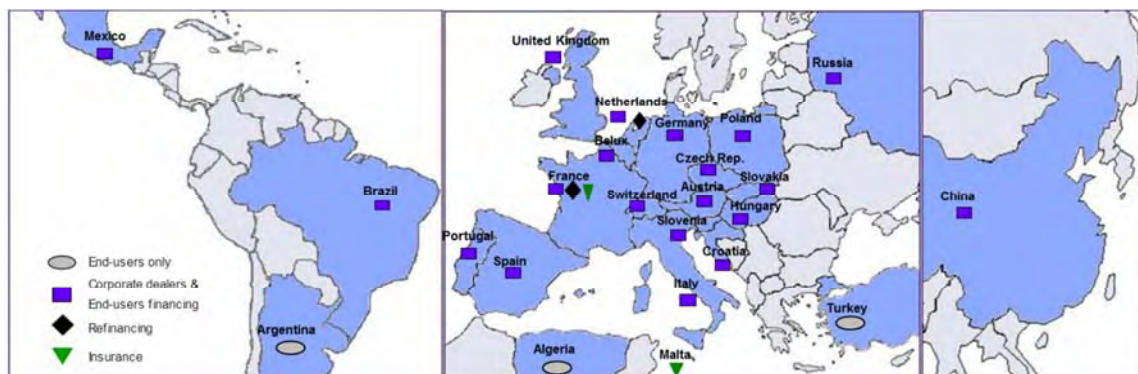 Mexico
Brazil
Argentina
End-users only
Corporate dealers &
End-users financing
Refinancing
Insurance
United Kingdom
Russia
Netherlands
Germany
Poland
Belux
Czech Rep.
France
Slovakia
Switzerland
Austria
Hungary
Slovenia
Portugal
Spain
Croatia
Italy
Turkey
Algeria
Malta
China